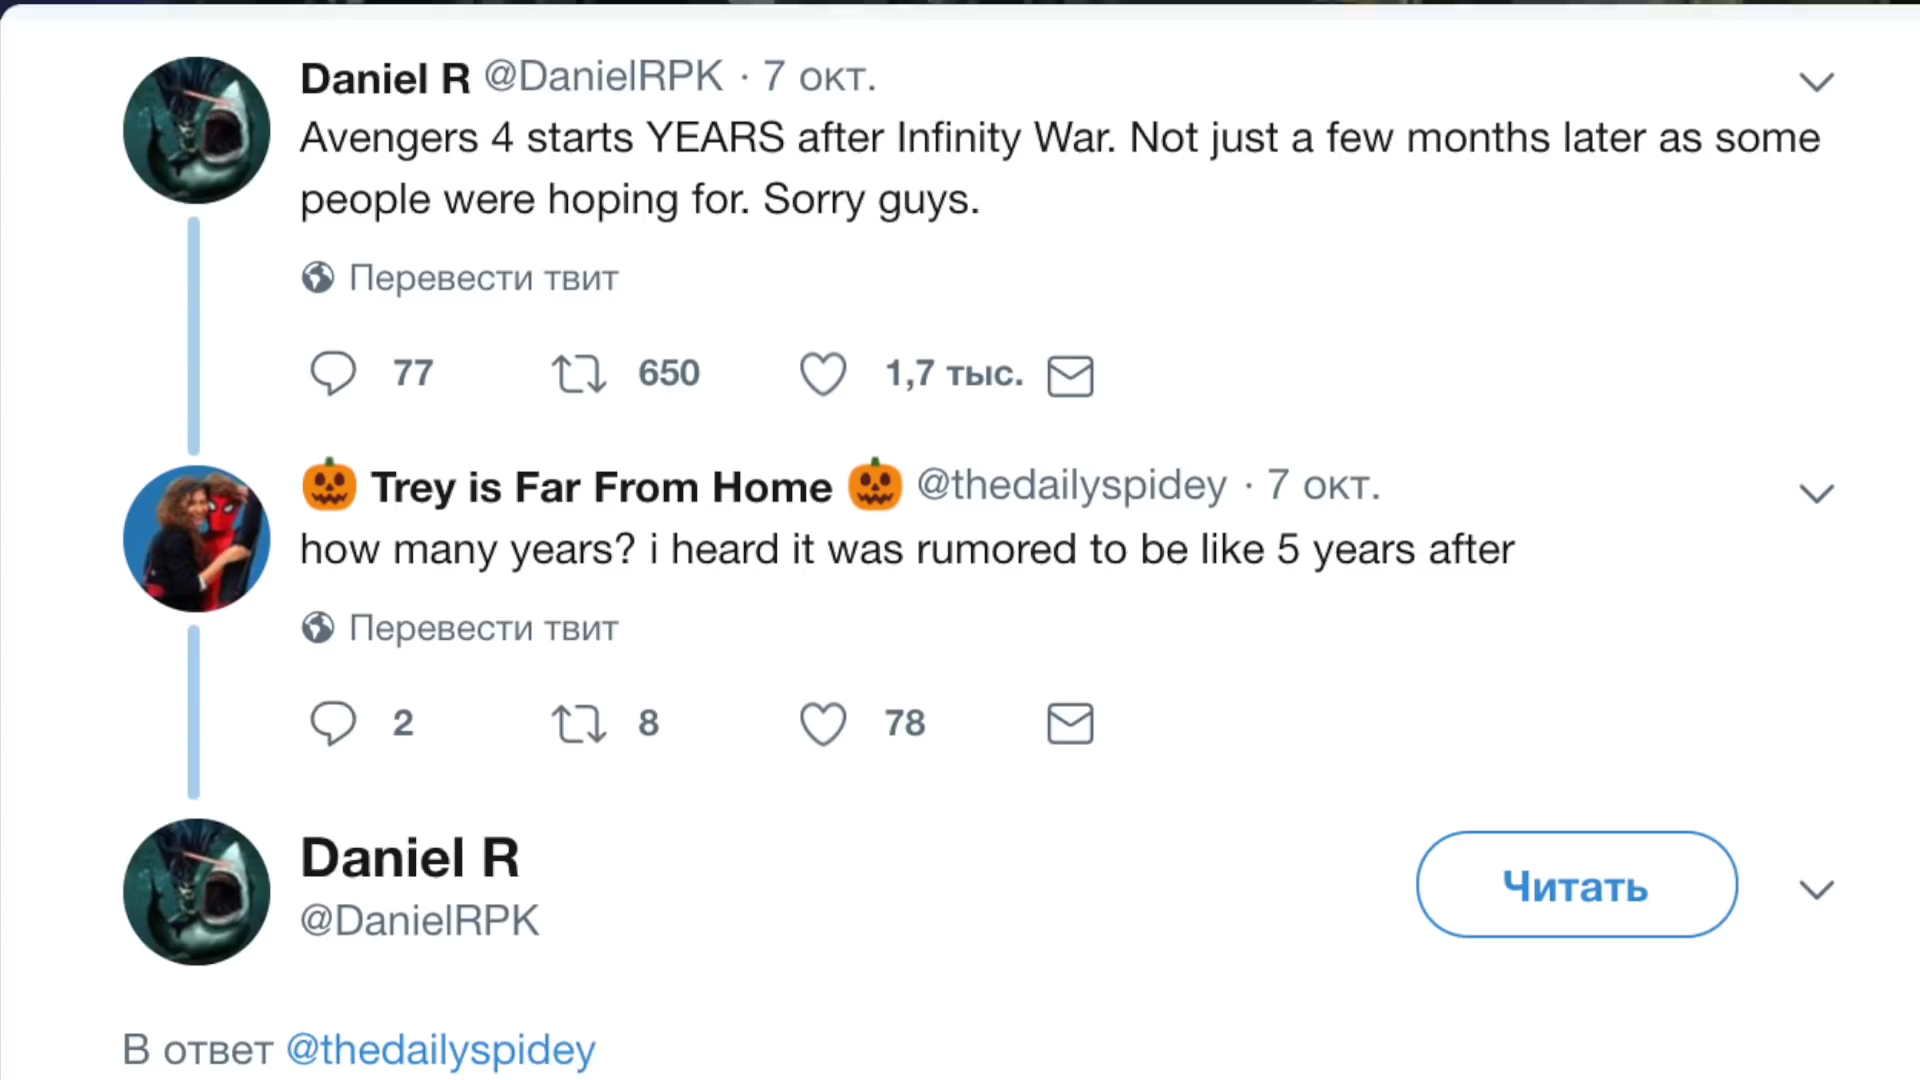 Daniel R @DanielRPK · 7 окт.
Avengers 4 starts YEARS after Infinity War. Not just a few months later as some
people were hoping for. Sorry guys.
Перевести твит
77 650 1,7 тыс.
🎃 Trey is Far From Home 🎃 @thedailyspidey · 7 окт.
how many years? i heard it was rumored to be like 5 years after
Перевести твит
2 8 78
Daniel R
@DanielRPK
Читать
В ответ @thedailyspidey